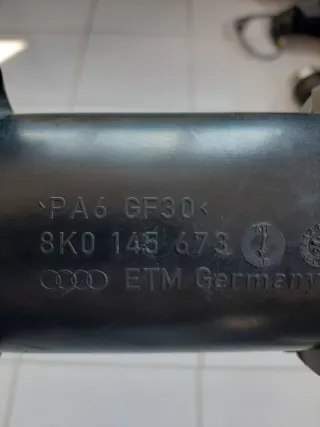 >PA6 GF30<
8K0 145 673
ETM Germany